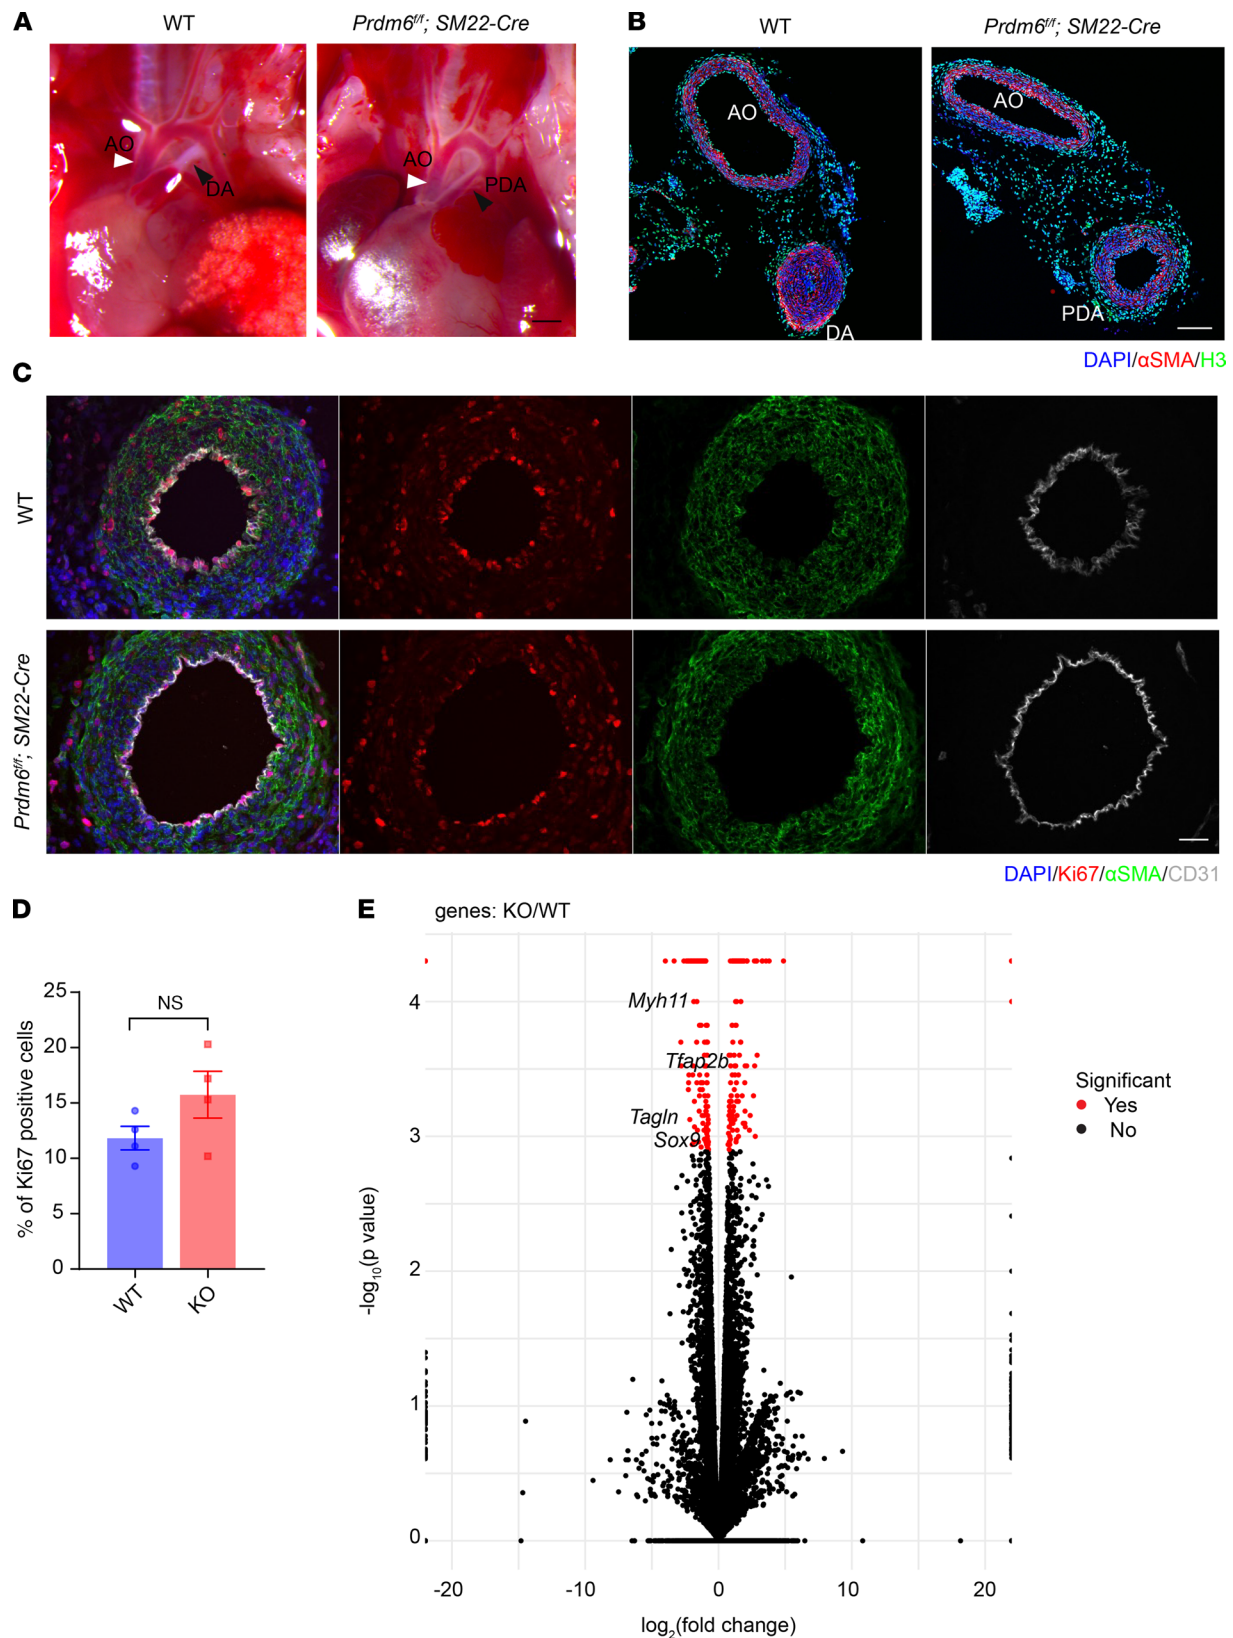 A
WT
Prdm6f/f; SM22-Cre
AO
DA
AO
PDA
B
WT
Prdm6f/f; SM22-Cre
AO
DA
AO
PDA
DAPI/αSMA/H3
C
WT
Prdm6f/f; SM22-Cre
DAPI/Ki67/αSMA/CD31
D
% of Ki67 positive cells
25
20
15
10
5
0
NS
WT
KO
E
genes: KO/WT
-log10(p value)
4
3
2
1
0
Myh11
Tfap2b
Tagln
Sox9
-20
-10
0
10
20
log2(fold change)
Significant
Yes
No